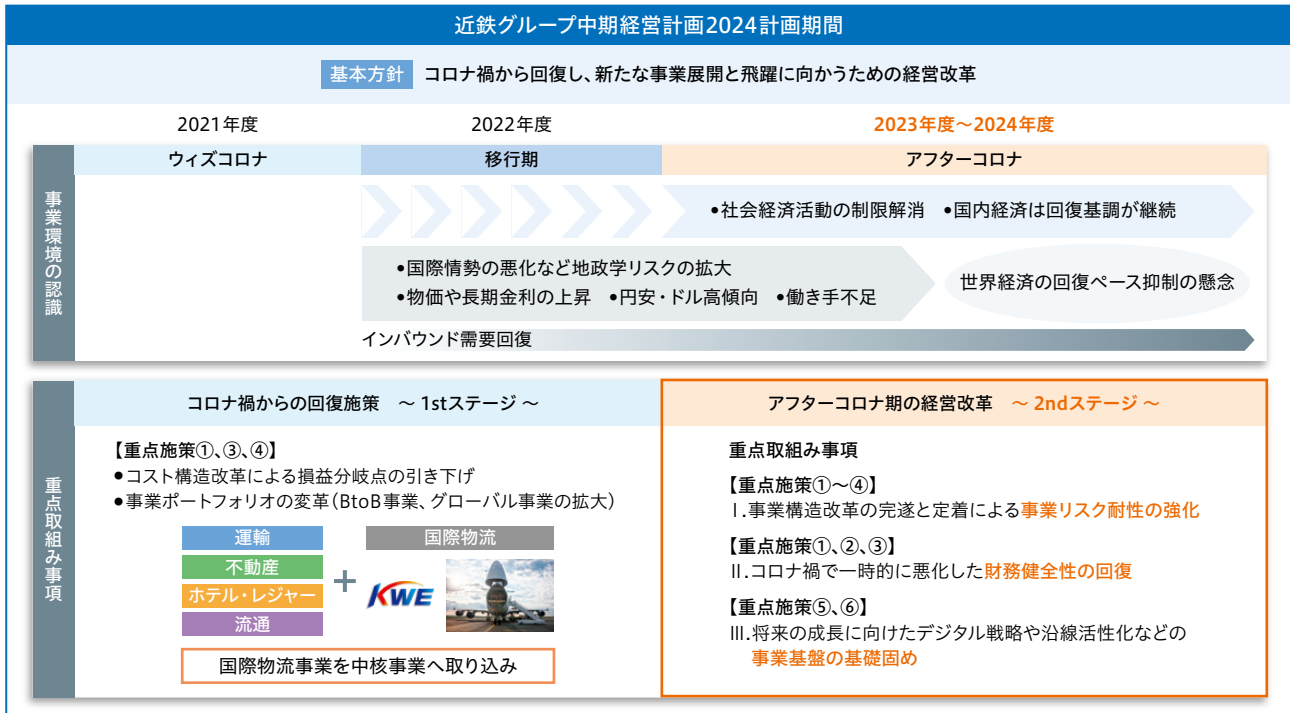 近鉄グループ中期経営計画2024計画期間
基本方針 コロナ禍から回復し、新たな事業展開と飛躍に向かうための経営改革
2021年度 2022年度 2023年度～2024年度
事業環境の認識
ウィズコロナ 移行期 アフターコロナ
●社会経済活動の制限解消 ●国内経済は回復基調が継続
●国際情勢の悪化など地政学リスクの拡大
●物価や長期金利の上昇 ●円安・ドル高傾向 ●働き手不足
世界経済の回復ペース抑制の懸念
インバウンド需要回復
重点取組み事項
コロナ禍からの回復施策 ～ 1stステージ ～
【重点施策①、③、④】
●コスト構造改革による損益分岐点の引き下げ
●事業ポートフォリオの変革（BtoB事業、グローバル事業の拡大）
運輸
不動産
ホテル・レジャー
流通
+
国際物流
KWE
国際物流事業を中核事業へ取り込み
アフターコロナ期の経営改革 ～ 2ndステージ ～
重点取組み事項
【重点施策①～④】
Ⅰ.事業構造改革の完遂と定着による事業リスク耐性の強化
【重点施策①、②、③】
Ⅱ.コロナ禍で一時的に悪化した財務健全性の回復
【重点施策⑤、⑥】
Ⅲ.将来の成長に向けたデジタル戦略や沿線活性化などの
事業基盤の基礎固め